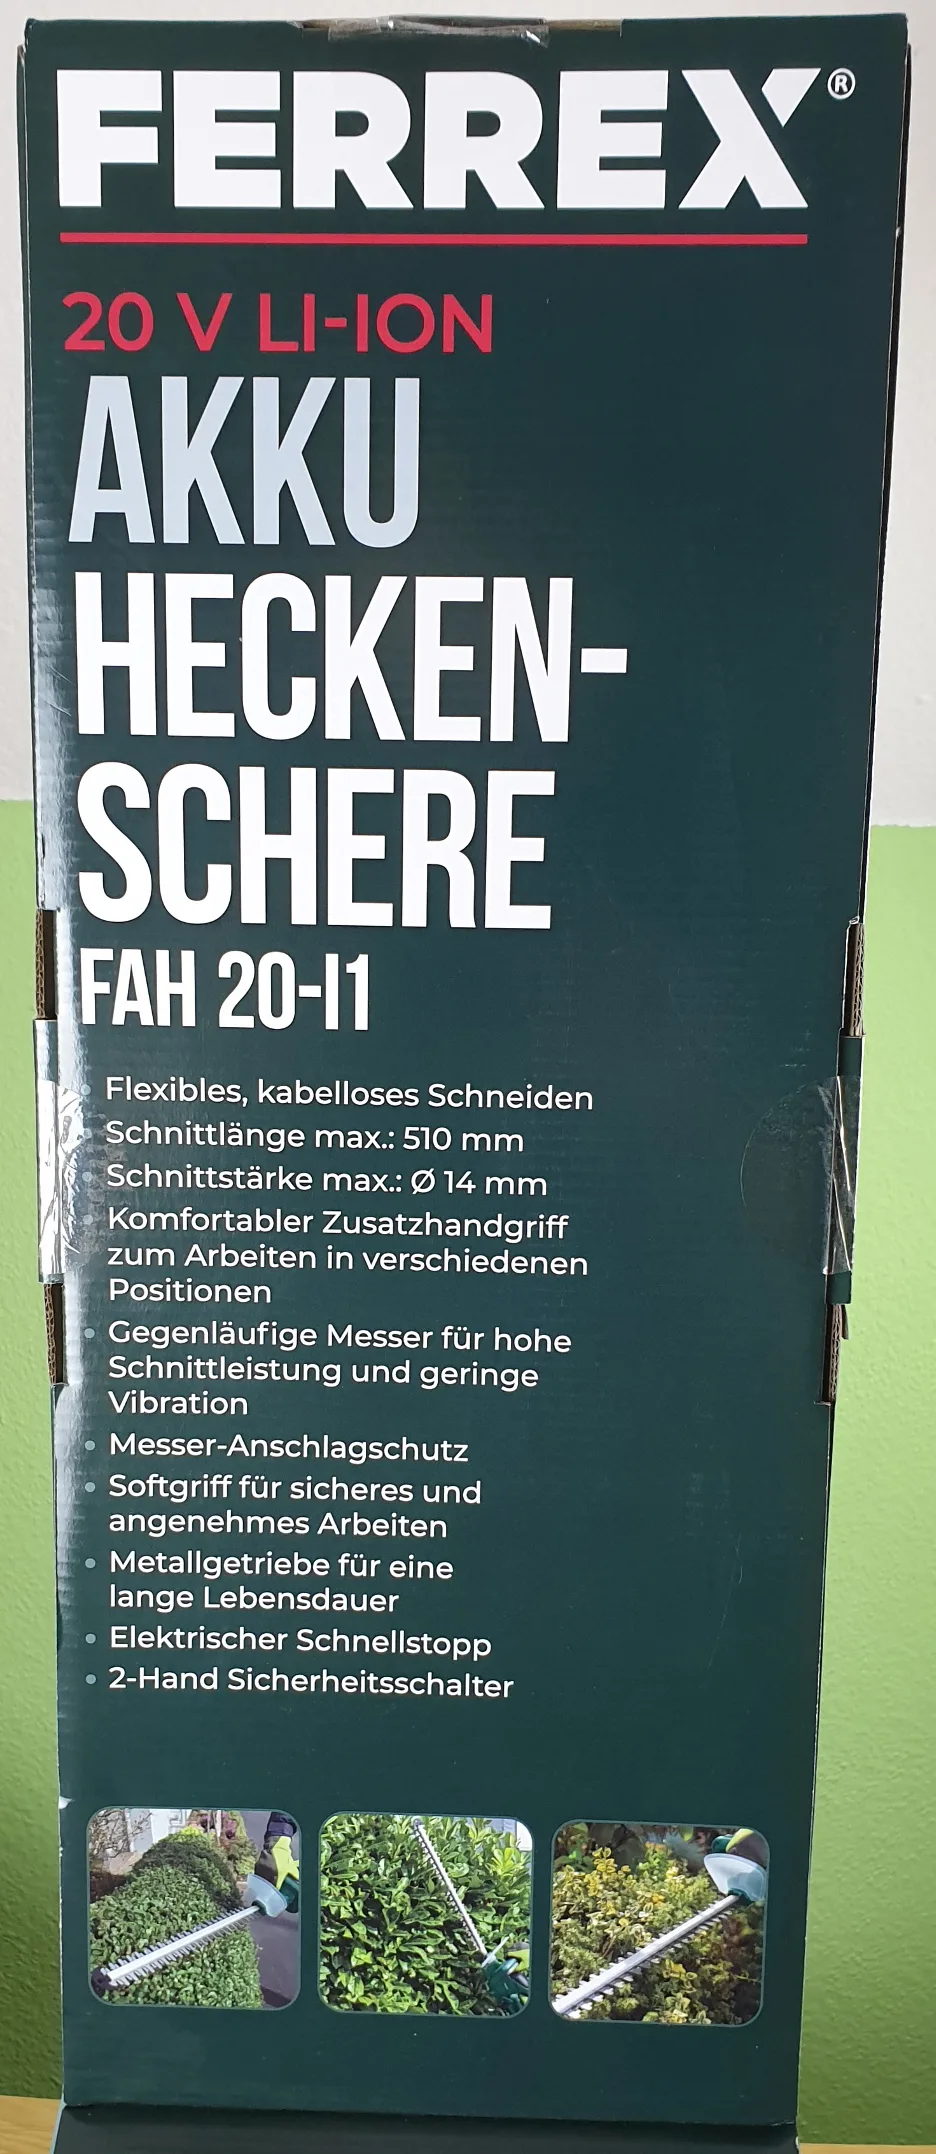 FERREX®
20 V LI-ION
AKKU
HECKEN-
SCHERE
FAH 20-I1
• Flexibles, kabelloses Schneiden
• Schnittlänge max.: 510 mm
• Schnittstärke max.: Ø 14 mm
• Komfortabler Zusatzhandgriff
zum Arbeiten in verschiedenen
Positionen
• Gegenläufige Messer für hohe
Schnittleistung und geringe
Vibration
• Messer-Anschlagschutz
• Softgriff für sicheres und
angenehmes Arbeiten
• Metallgetriebe für eine
lange Lebensdauer
• Elektrischer Schnellstopp
• 2-Hand Sicherheitsschalter